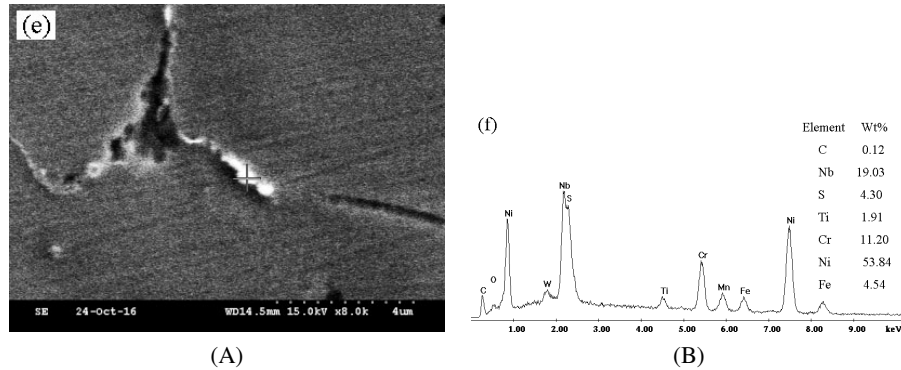 (e)
SE 24-Oct-16 WD14.5mm 15.0kV x8.0k 4um
(A)
(f)
Element Wt%
C 0.12
Nb 19.03
S 4.30
Ti 1.91
Cr 11.20
Ni 53.84
Fe 4.54
Nb
S
Ni
Ni
Cr
W
O
C
Ti
Mn
Fe
1.00 2.00 3.00 4.00 5.00 6.00 7.00 8.00 9.00 keV
(B)